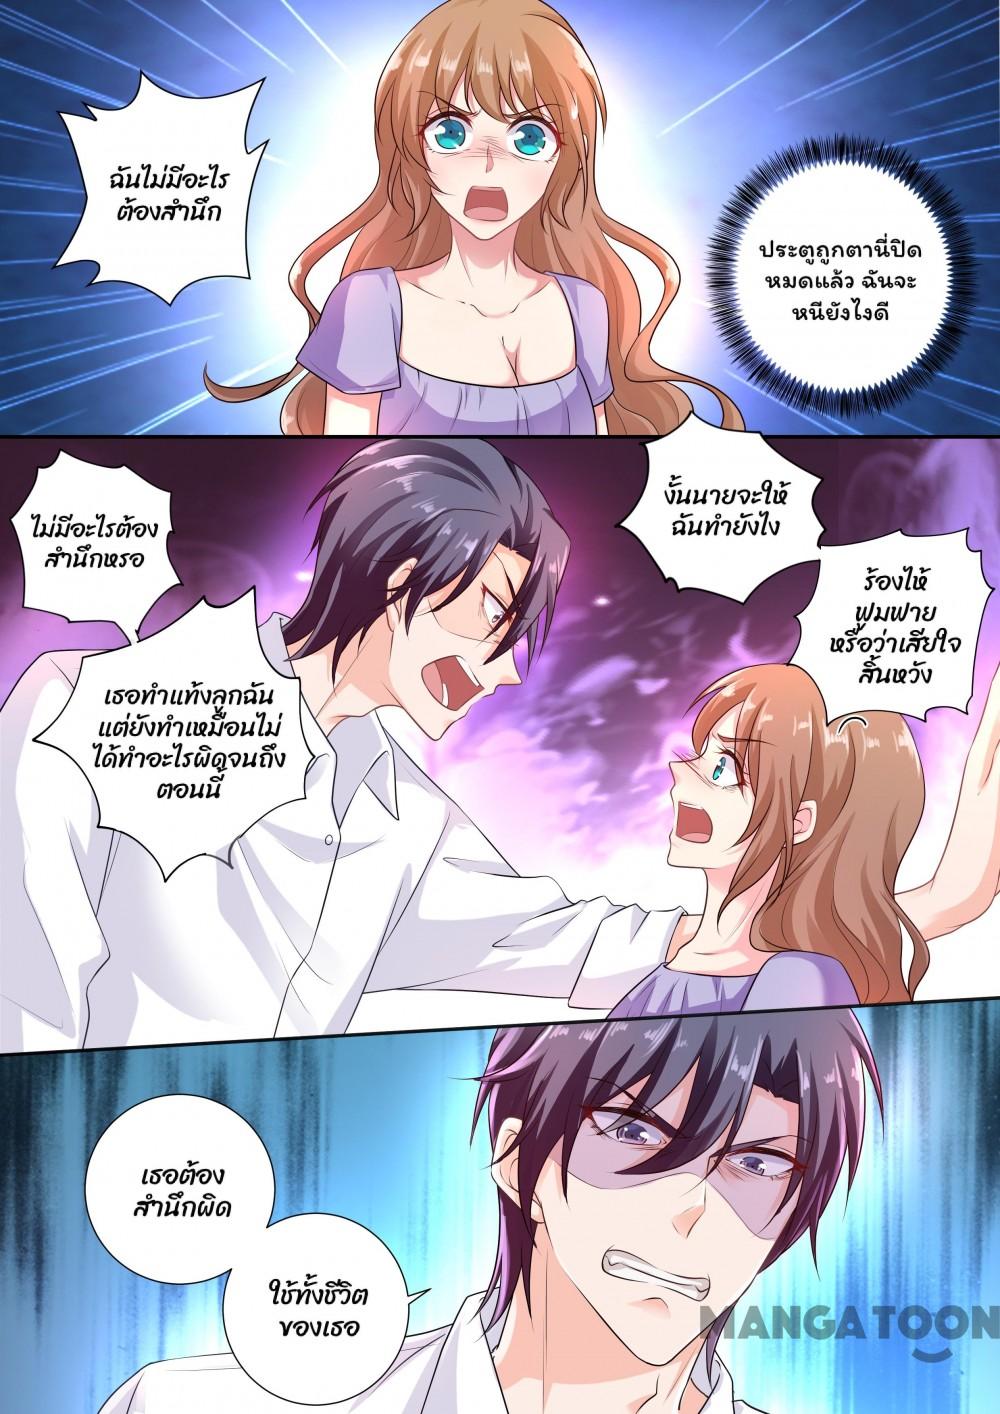 ฉันไม่มีอะไร
ต้องสำนึก
ประตูถูกตานี่ปิด
หมดแล้ว ฉันจะ
หนียังไงดี
ไม่มีอะไรต้อง
สำนึกหรอ
เธอทำแท้งลูกฉัน
แต่ยังทำเหมือนไม่
ได้ทำอะไรผิดจนถึง
ตอนนี้
งั้นนายจะให้
ฉันทำยังไง
ร้องไห้
ฟูมฟาย
หรือว่าเสียใจ
สิ้นหวัง
เธอต้อง
สำนึกผิด
ใช้ทั้งชีวิต
ของเธอ
MANGATOON